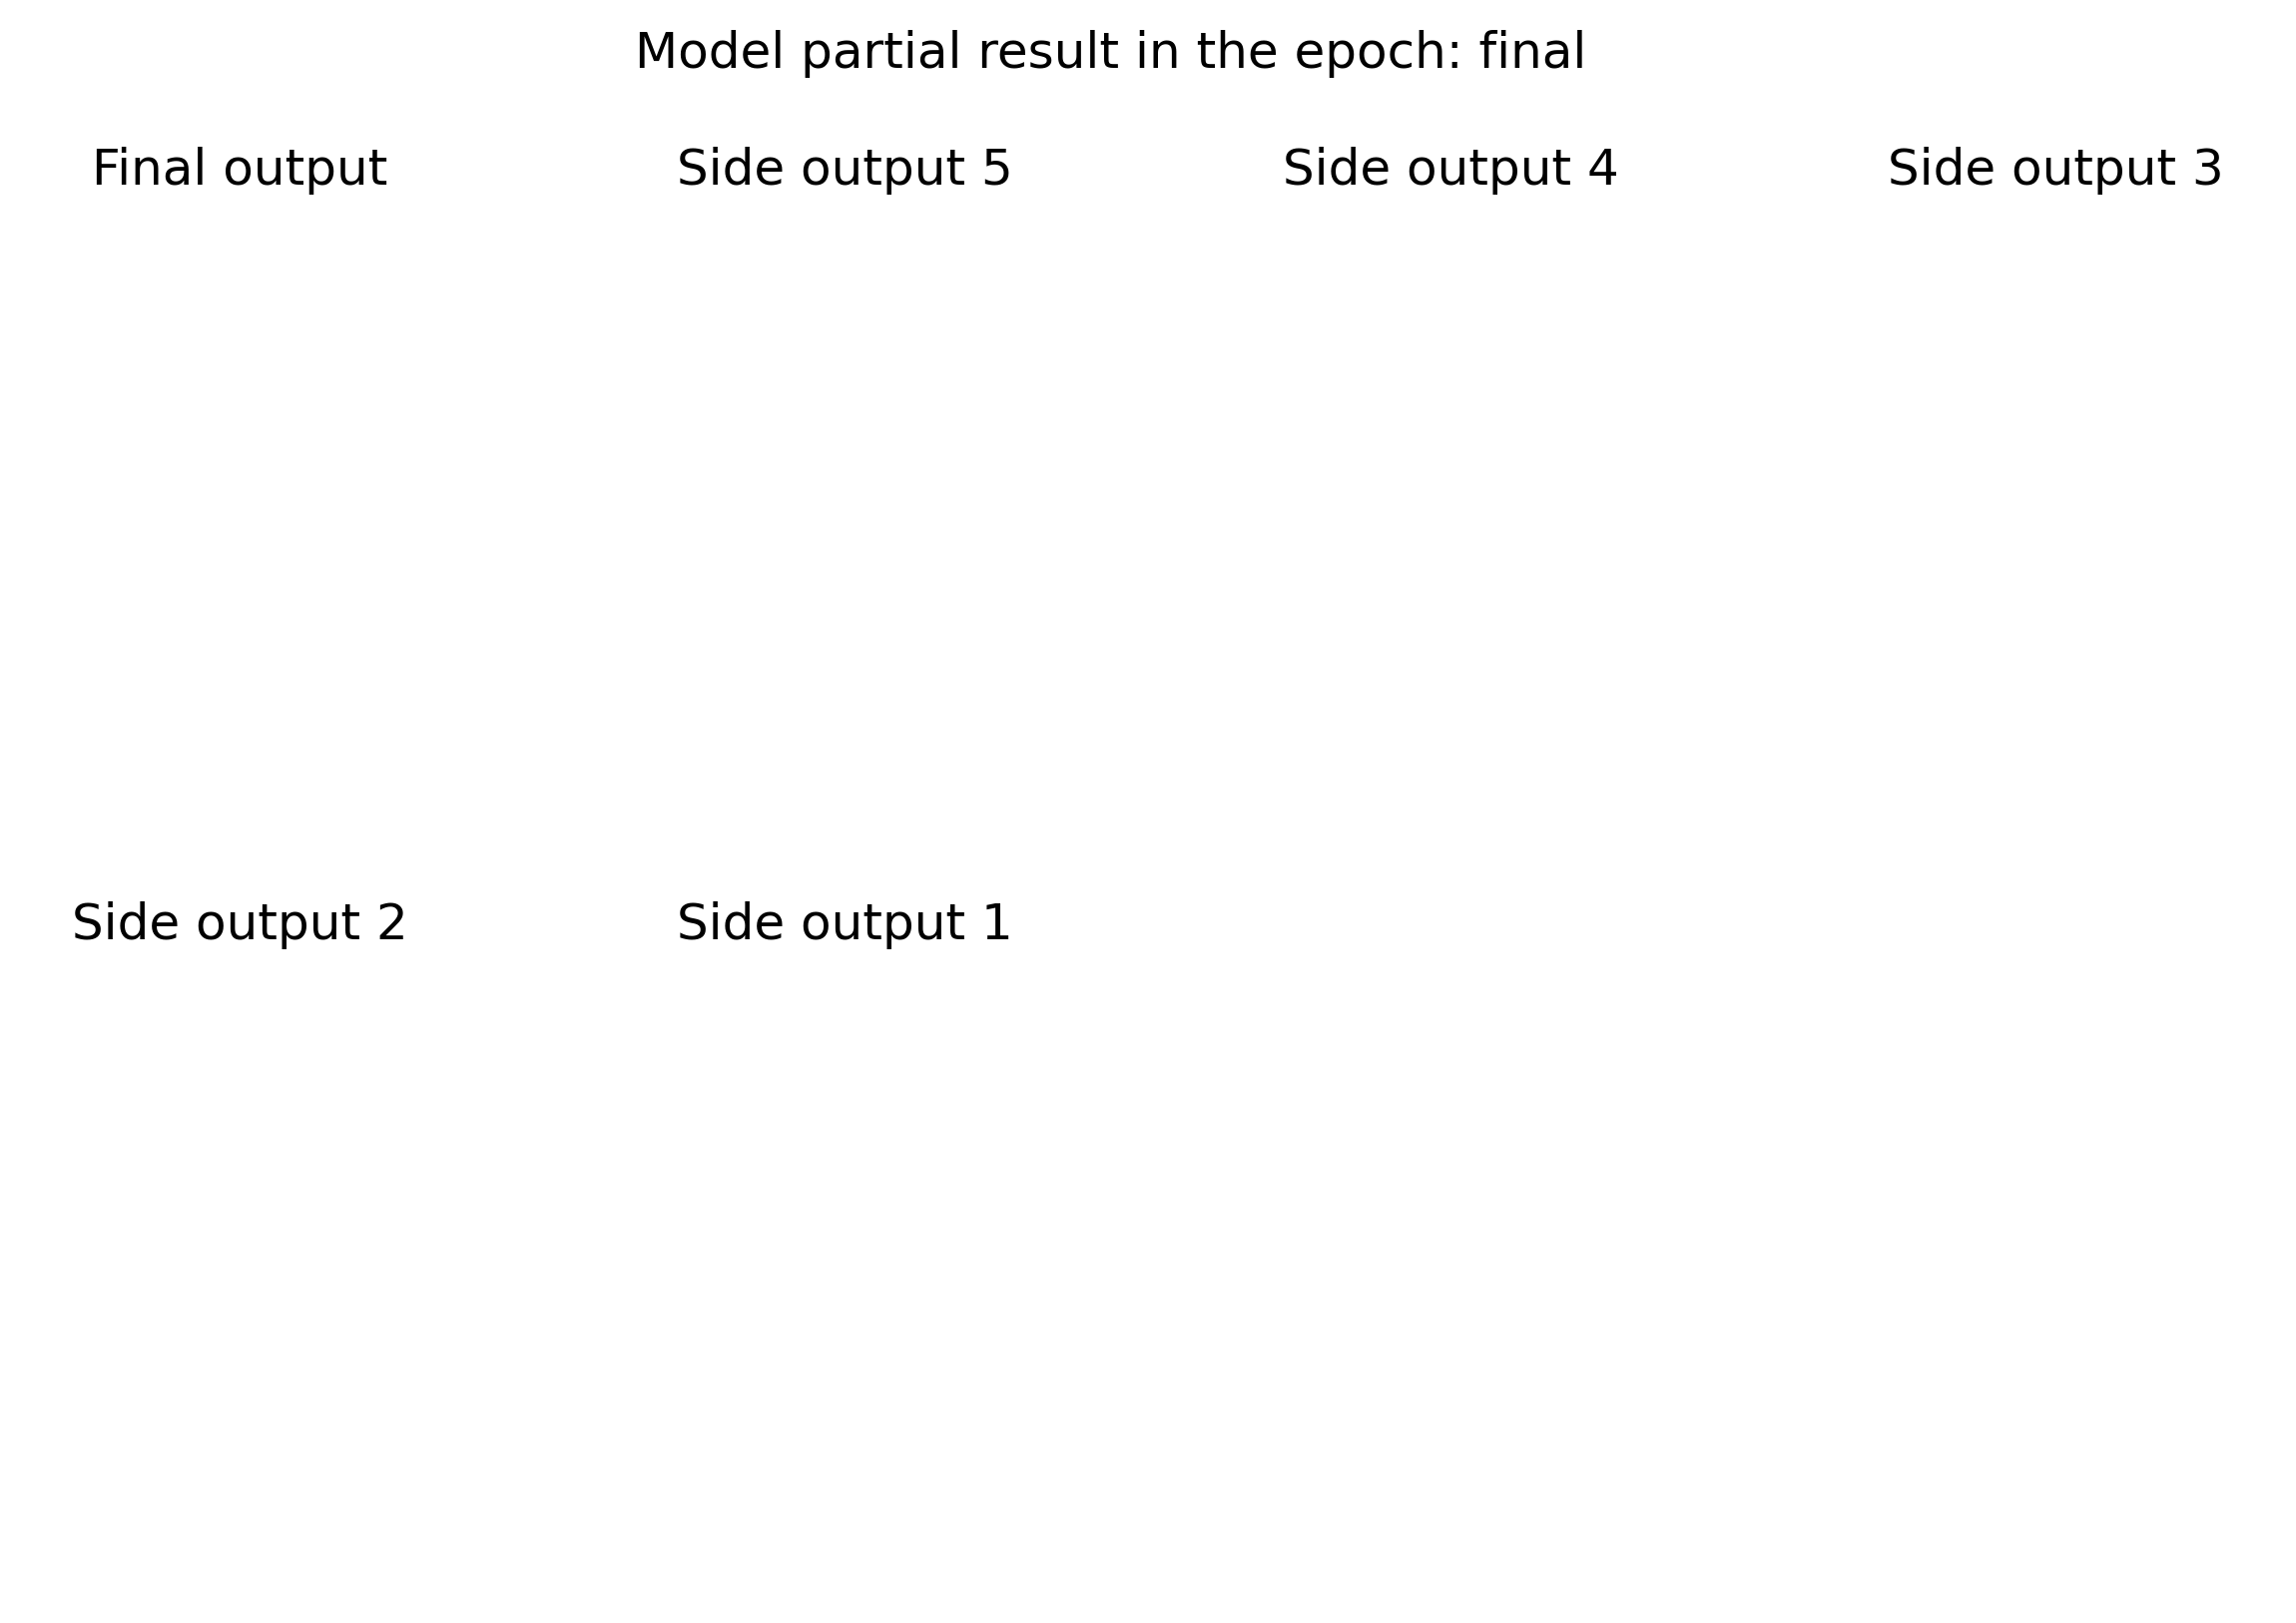 Model partial result in the epoch: final
Final output
Side output 5
Side output 4
Side output 3
Side output 2
Side output 1